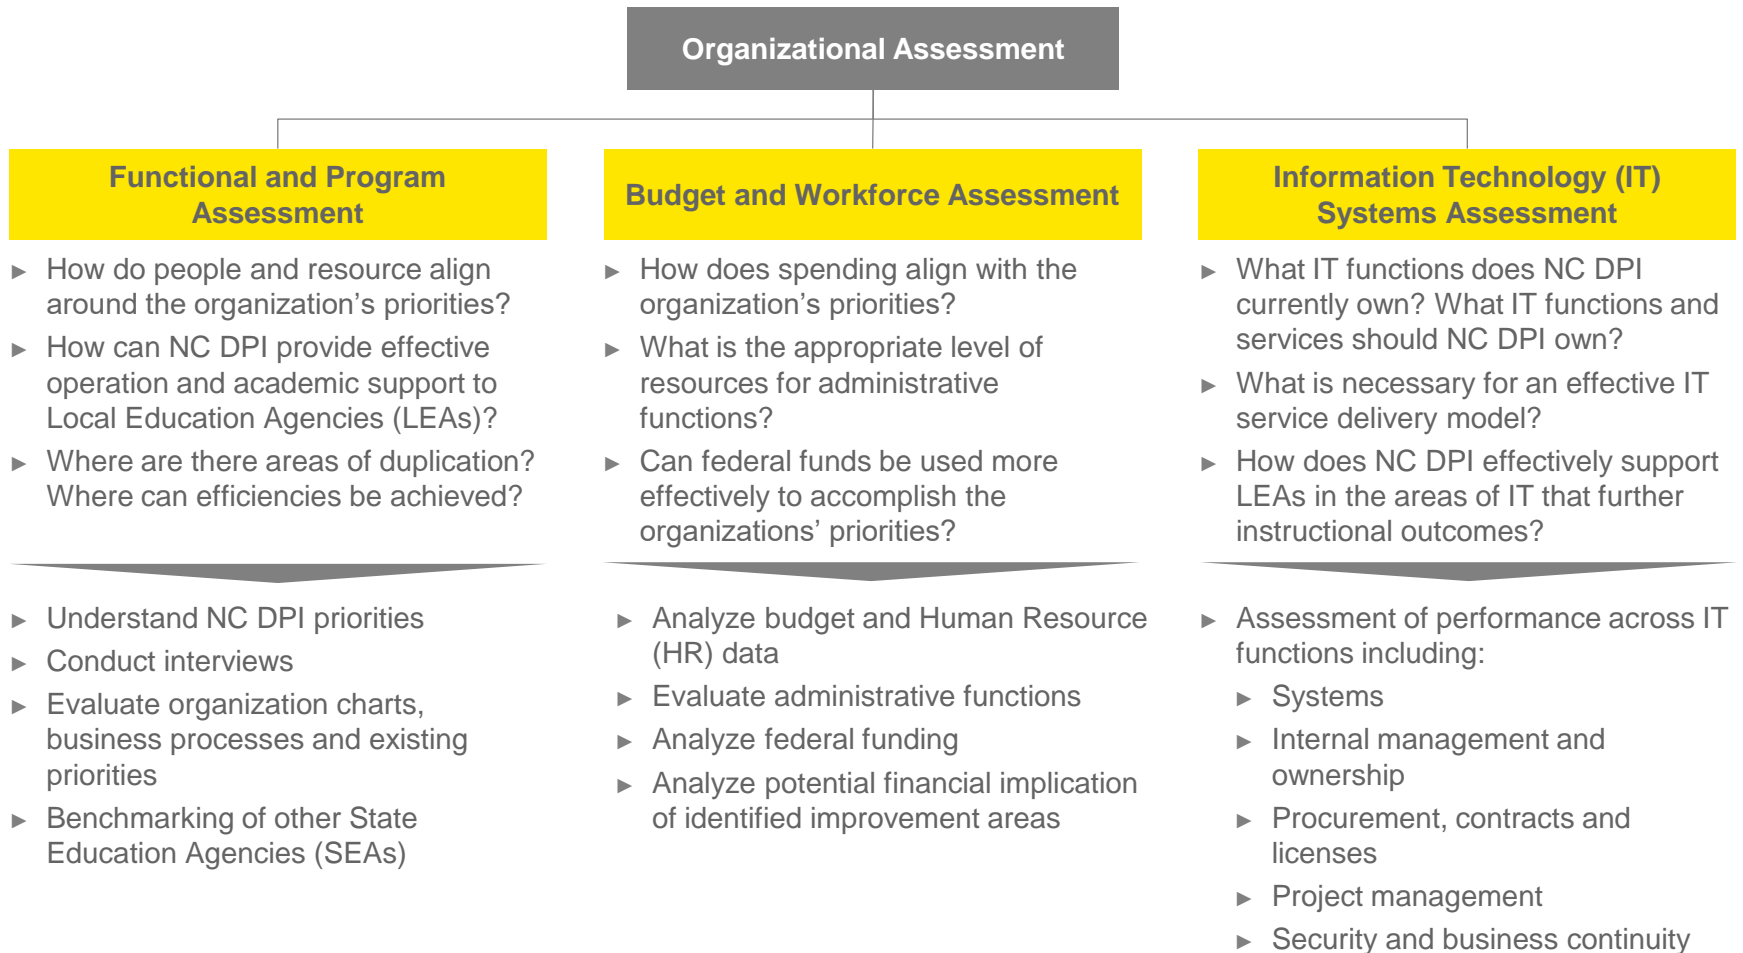 Organizational Assessment
Functional and Program
Assessment
► How do people and resource align
around the organization’s priorities?
► How can NC DPI provide effective
operation and academic support to
Local Education Agencies (LEAs)?
► Where are there areas of duplication?
Where can efficiencies be achieved?
► Understand NC DPI priorities
► Conduct interviews
► Evaluate organization charts,
business processes and existing
priorities
► Benchmarking of other State
Education Agencies (SEAs)
Budget and Workforce Assessment
► How does spending align with the
organization’s priorities?
► What is the appropriate level of
resources for administrative
functions?
► Can federal funds be used more
effectively to accomplish the
organizations’ priorities?
► Analyze budget and Human Resource
(HR) data
► Evaluate administrative functions
► Analyze federal funding
► Analyze potential financial implication
of identified improvement areas
Information Technology (IT)
Systems Assessment
► What IT functions does NC DPI
currently own? What IT functions and
services should NC DPI own?
► What is necessary for an effective IT
service delivery model?
► How does NC DPI effectively support
LEAs in the areas of IT that further
instructional outcomes?
► Assessment of performance across IT
functions including:
► Systems
► Internal management and
ownership
► Procurement, contracts and
licenses
► Project management
► Security and business continuity